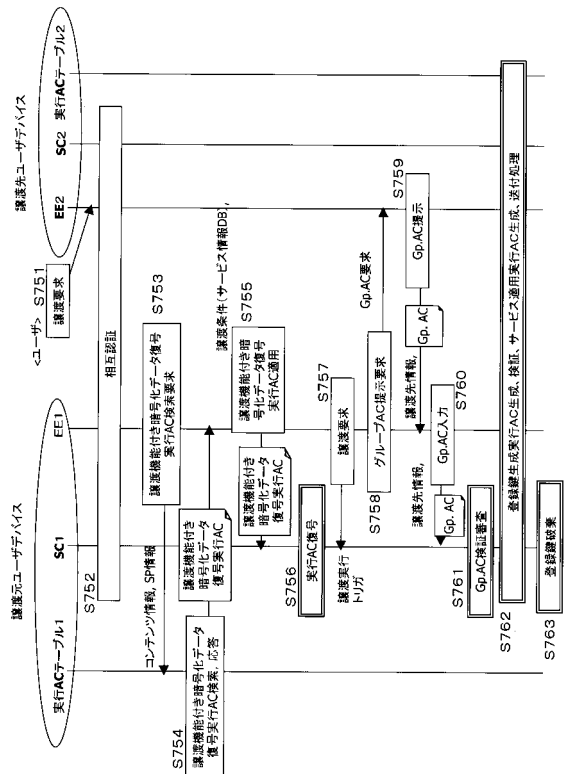 譲渡元ユーザデバイス
譲渡先ユーザデバイス
実行ACテーブル1
SC1
EE1
<ユーザ>
EE2
SC2
実行ACテーブル2
S751
譲渡要求
S752
相互認証
S753
譲渡機能付き暗号化データ復号
実行AC検索要求
コンテンツ情報, SP情報
S754
譲渡機能付き暗号化データ
復号実行AC検索, 応答
譲渡機能付き
暗号化データ
復号実行AC
譲渡条件(サービス情報DB),
S755
譲渡機能付き暗
号化データ復号
実行AC適用
譲渡機能付き
暗号化データ
復号実行AC
S756
実行AC復号
S757
譲渡要求
譲渡実行
トリガ
S758
グループAC提示要求
Gp.AC要求
S759
Gp.AC提示
譲渡先情報,
Gp. AC
S760
Gp.AC入力
譲渡先情報,
Gp. AC
S761
Gp.AC検証審査
S762
登録鍵生成実行AC生成、検証、サービス適用実行AC生成、送付処理
S763
登録鍵破棄